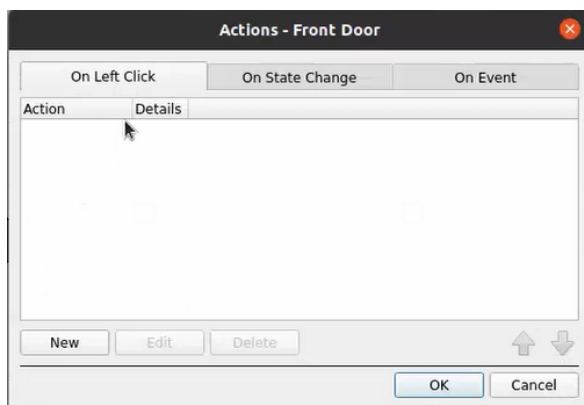 Actions - Front Door
On Left Click On State Change On Event
Action Details
New Edit Delete
OK Cancel